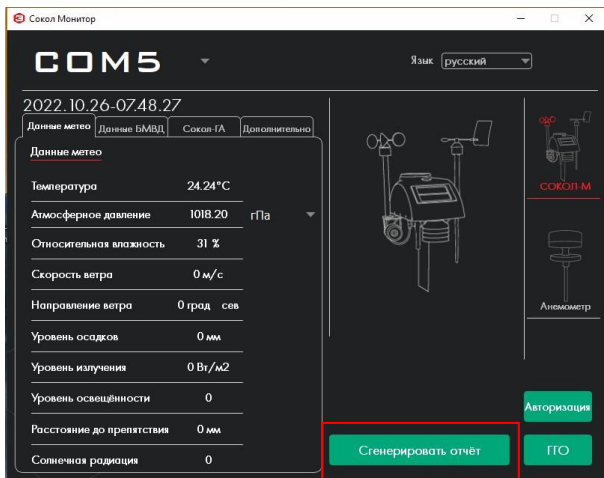 Сокол Монитор
COM5
Язык русский
2022.10.26-07.48.27
Данные метео Данные БМВД Сокол-ГА Дополнительно
Данные метео
Температура 24.24°C
Атмосферное давление 1018.20 гПа
Относительная влажность 31 %
Скорость ветра 0 м/с
Направление ветра 0 град сев
Уровень осадков 0 мм
Уровень излучения 0 Вт/м2
Уровень освещённости 0
Расстояние до препятствия 0 мм
Солнечная радиация 0
СОКОЛ-М
Анемометр
Авторизация
Сгенерировать отчёт
ГГО